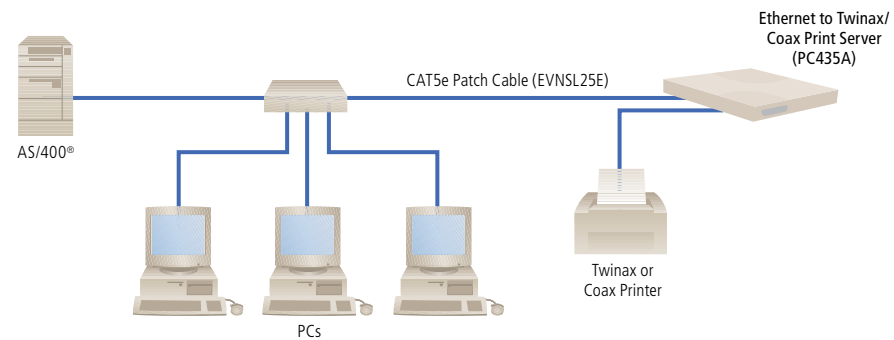 Ethernet to Twinax/
Coax Print Server
(PC435A)
CAT5e Patch Cable (EVNSL25E)
AS/400®
Twinax or
Coax Printer
PCs